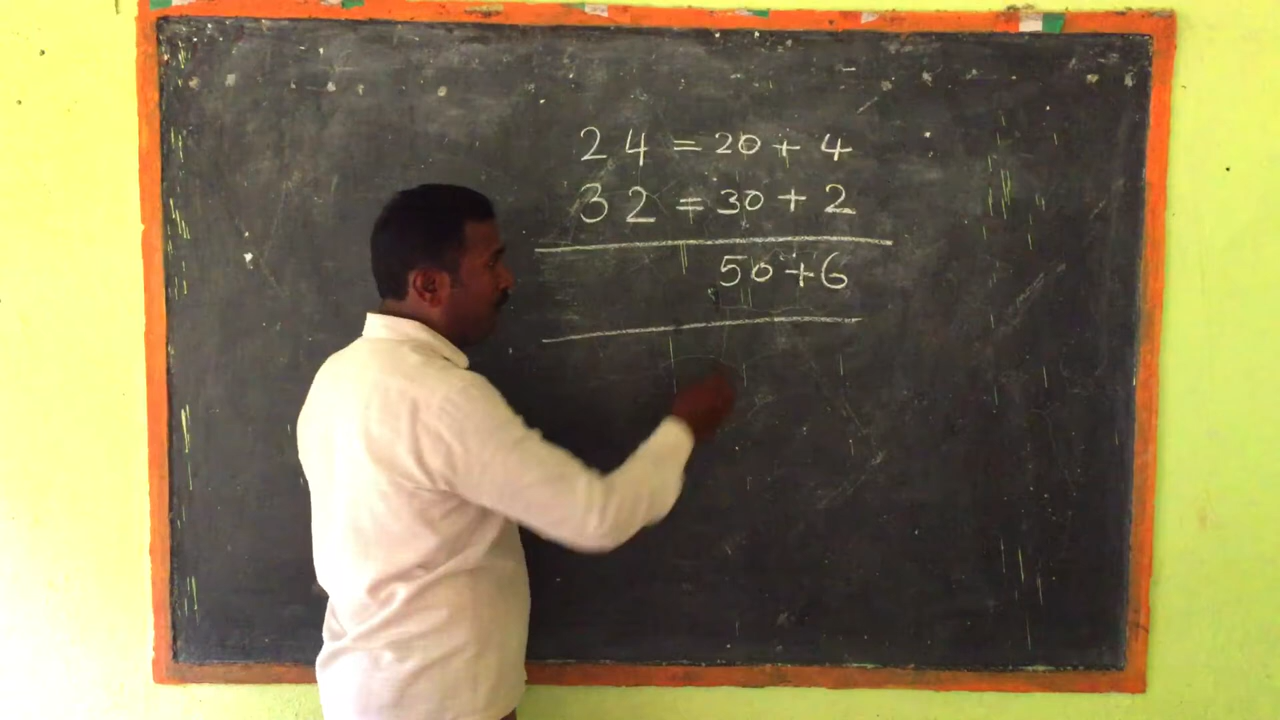 24 = 20 + 4
32 = 30 + 2
50 + 6